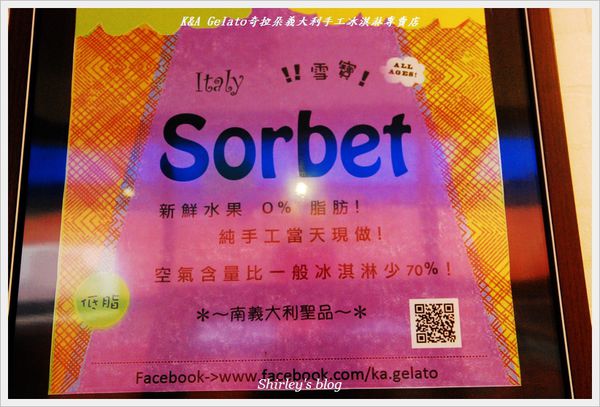 K&A Gelato奇拉朵義大利手工冰淇淋專賣店
Italy
!! 雪寶!
ALL AGES!
Sorbet
新鮮水果 0% 脂肪!
純手工當天現做!
空氣含量比一般冰淇淋少70%!
低脂
*～南義大利聖品～*
Facebook->www.facebook.com/ka.gelato
Shirley's blog